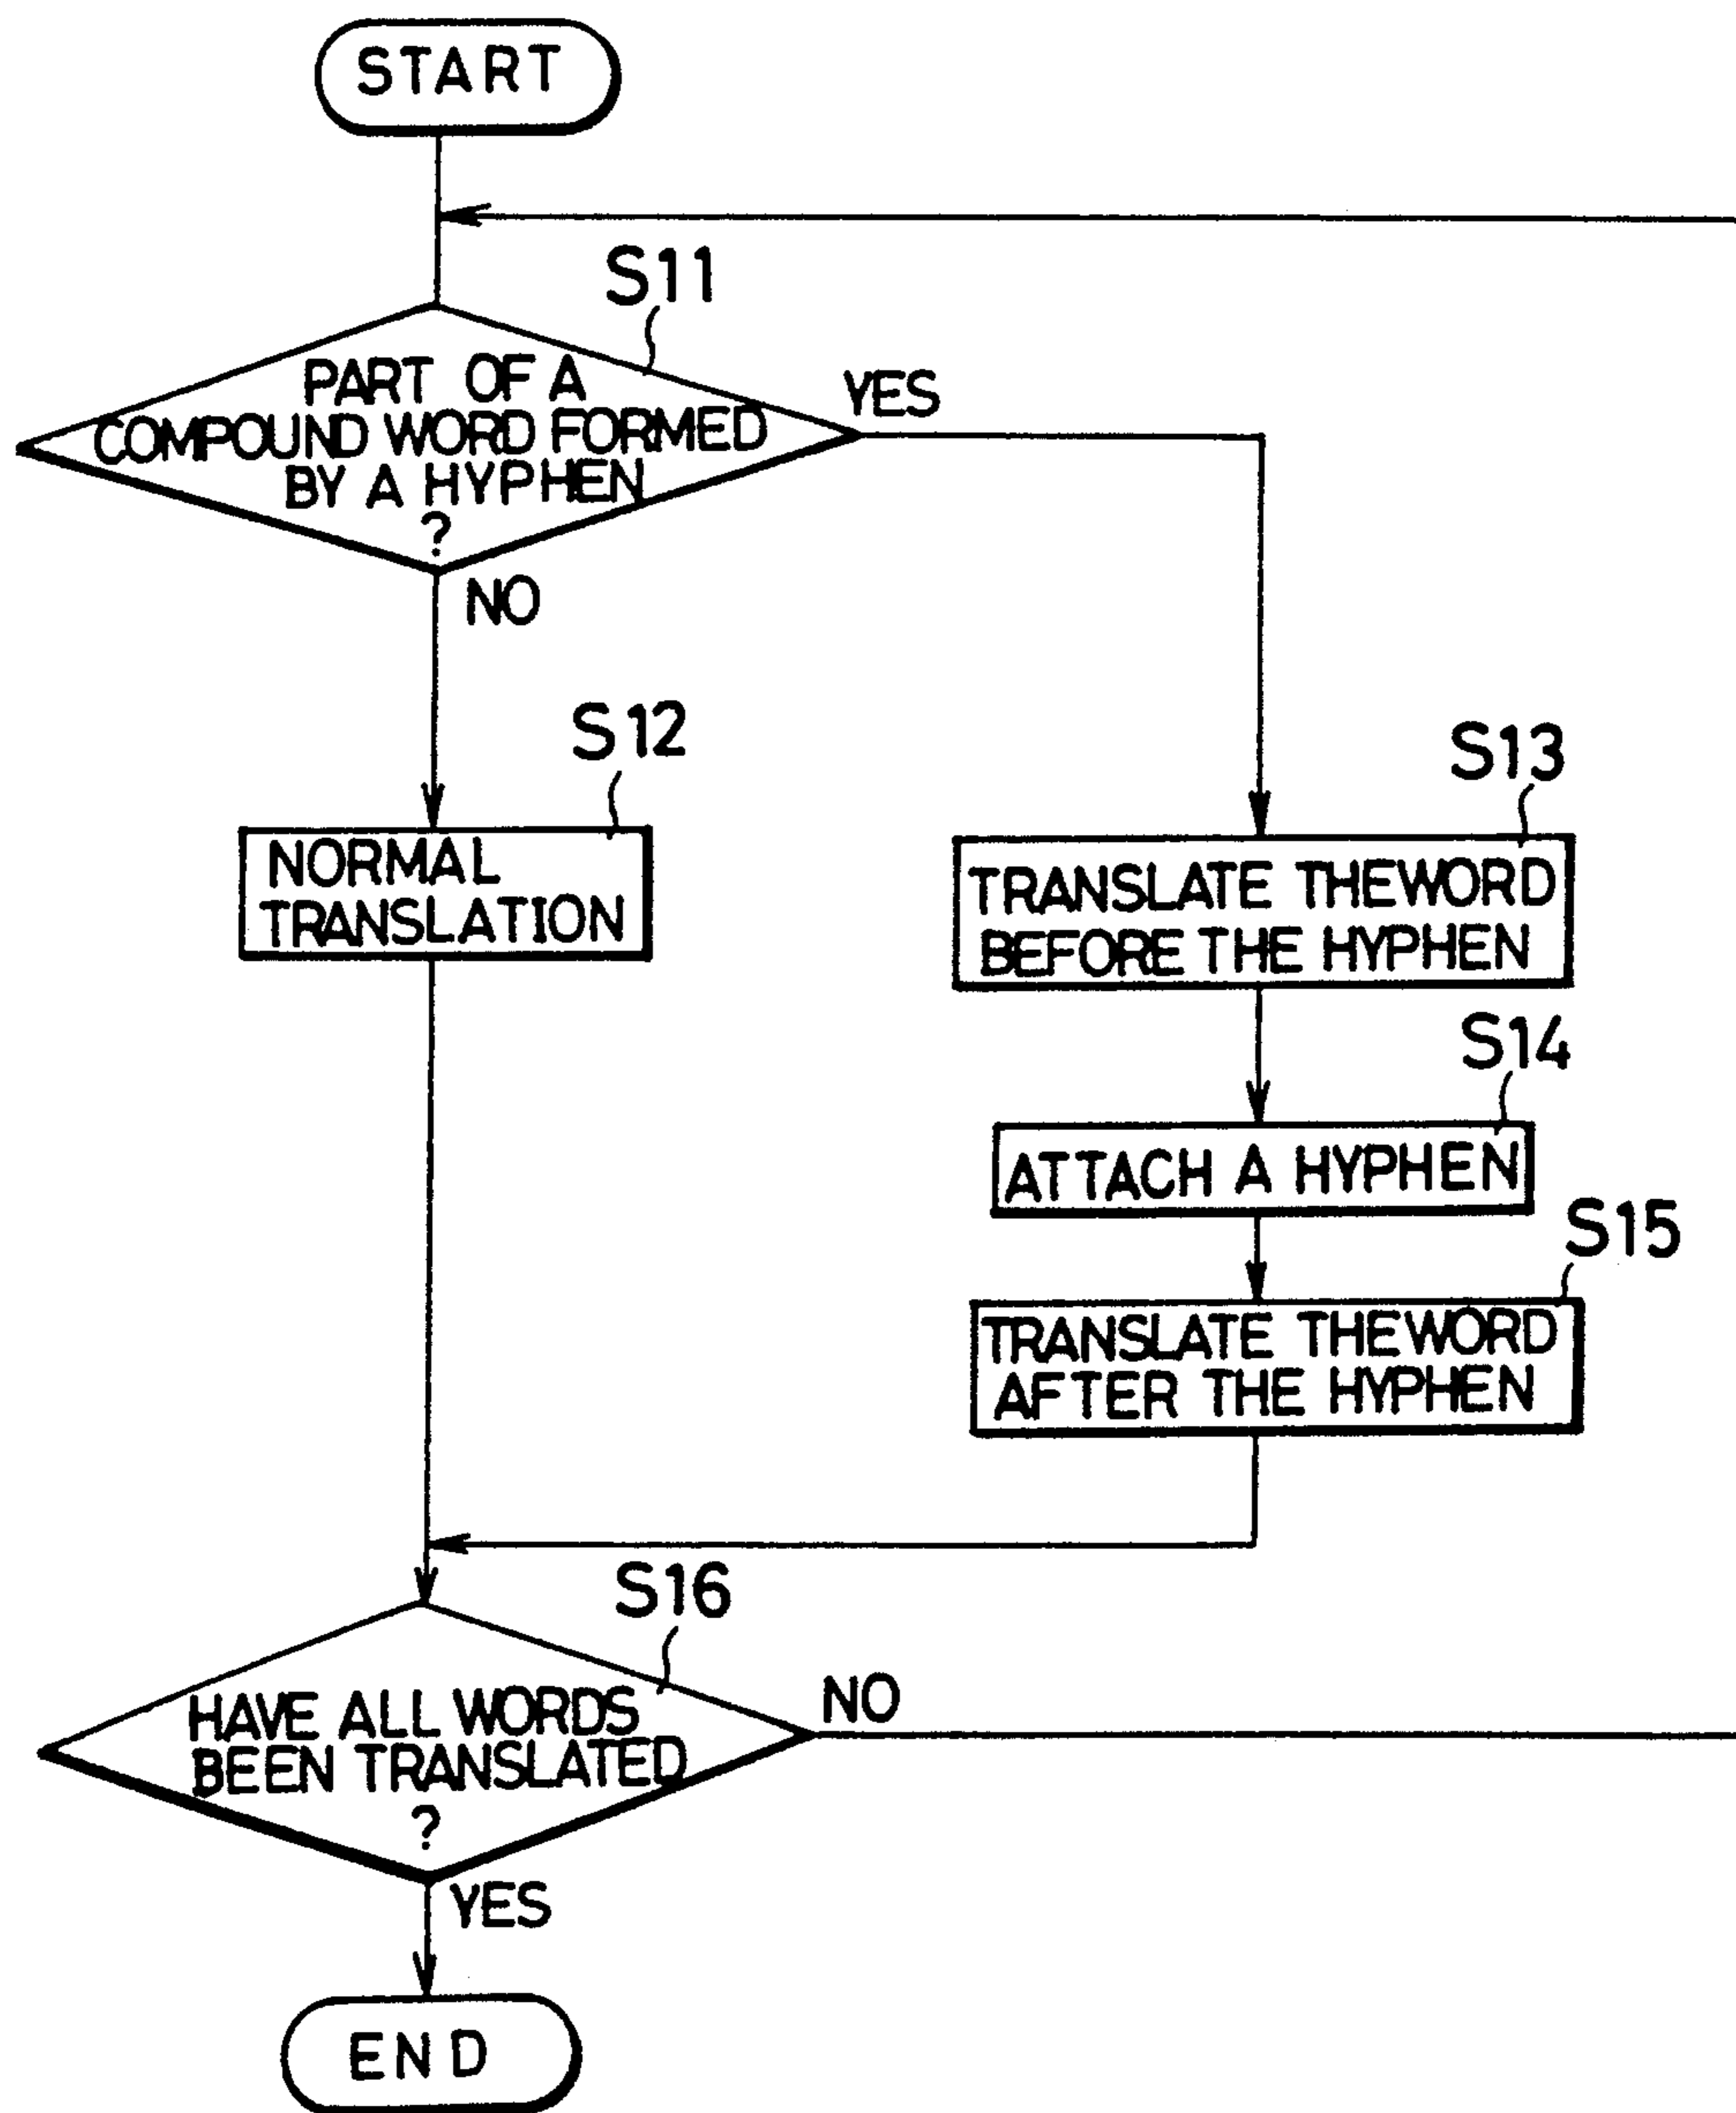 START
S11
PART OF A
COMPOUND WORD FORMED
BY A HYPHEN
?
YES
NO
S12
NORMAL
TRANSLATION
S13
TRANSLATE THEWORD
BEFORE THE HYPHEN
S14
ATTACH A HYPHEN
S15
TRANSLATE THEWORD
AFTER THE HYPHEN
S16
HAVE ALL WORDS
BEEN TRANSLATED
?
NO
YES
END